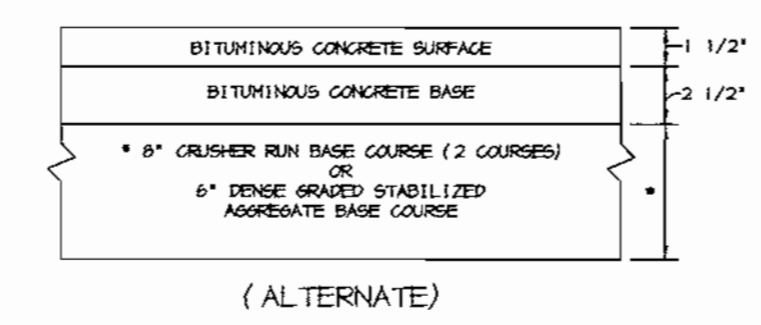 BITUMINOUS CONCRETE SURFACE
1 1/2"
BITUMINOUS CONCRETE BASE
2 1/2"
* 8" CRUSHER RUN BASE COURSE (2 COURSES)
OR
6" DENSE GRADED STABILIZED
AGGREGATE BASE COURSE
*
(ALTERNATE)